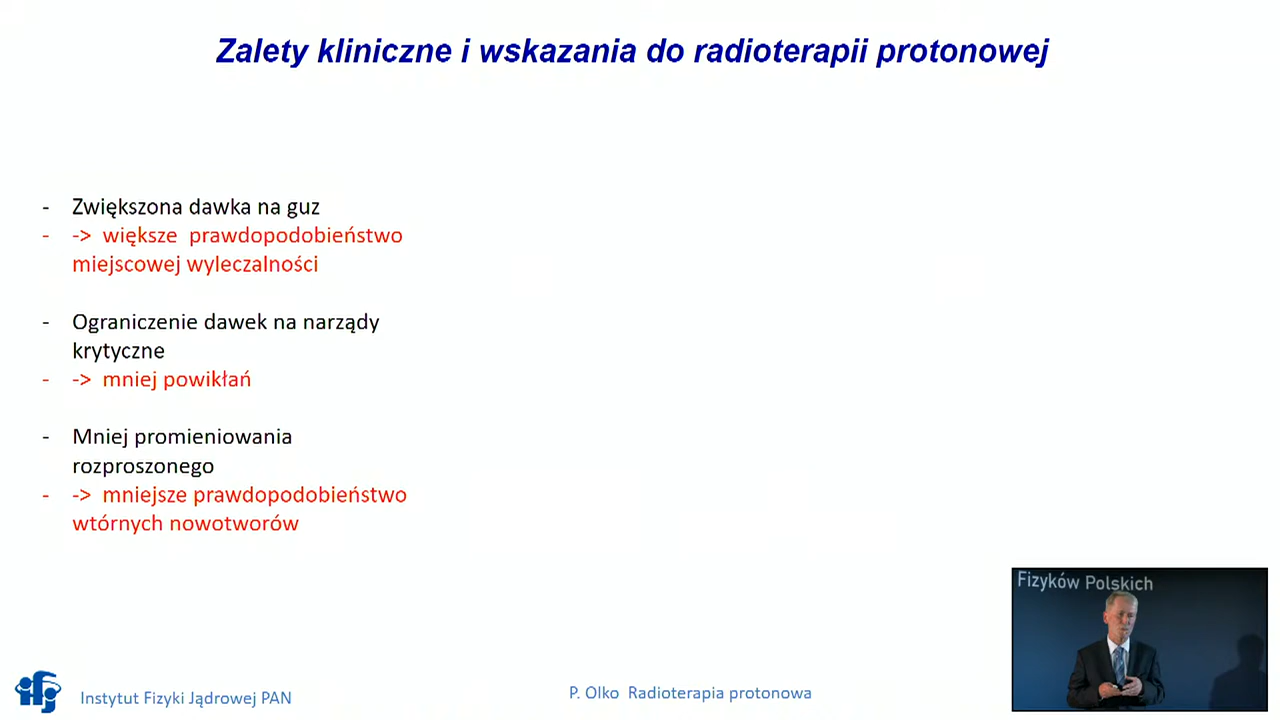 Zalety kliniczne i wskazania do radioterapii protonowej
- Zwiększona dawka na guz
- -> większe prawdopodobieństwo
miejscowej wyleczalności
- Ograniczenie dawek na narządy
krytyczne
- -> mniej powikłań
- Mniej promieniowania
rozproszonego
- -> mniejsze prawdopodobieństwo
wtórnych nowotworów
Fizyków Polskich
ifj
Instytut Fizyki Jądrowej PAN
P. Olko Radioterapia protonowa